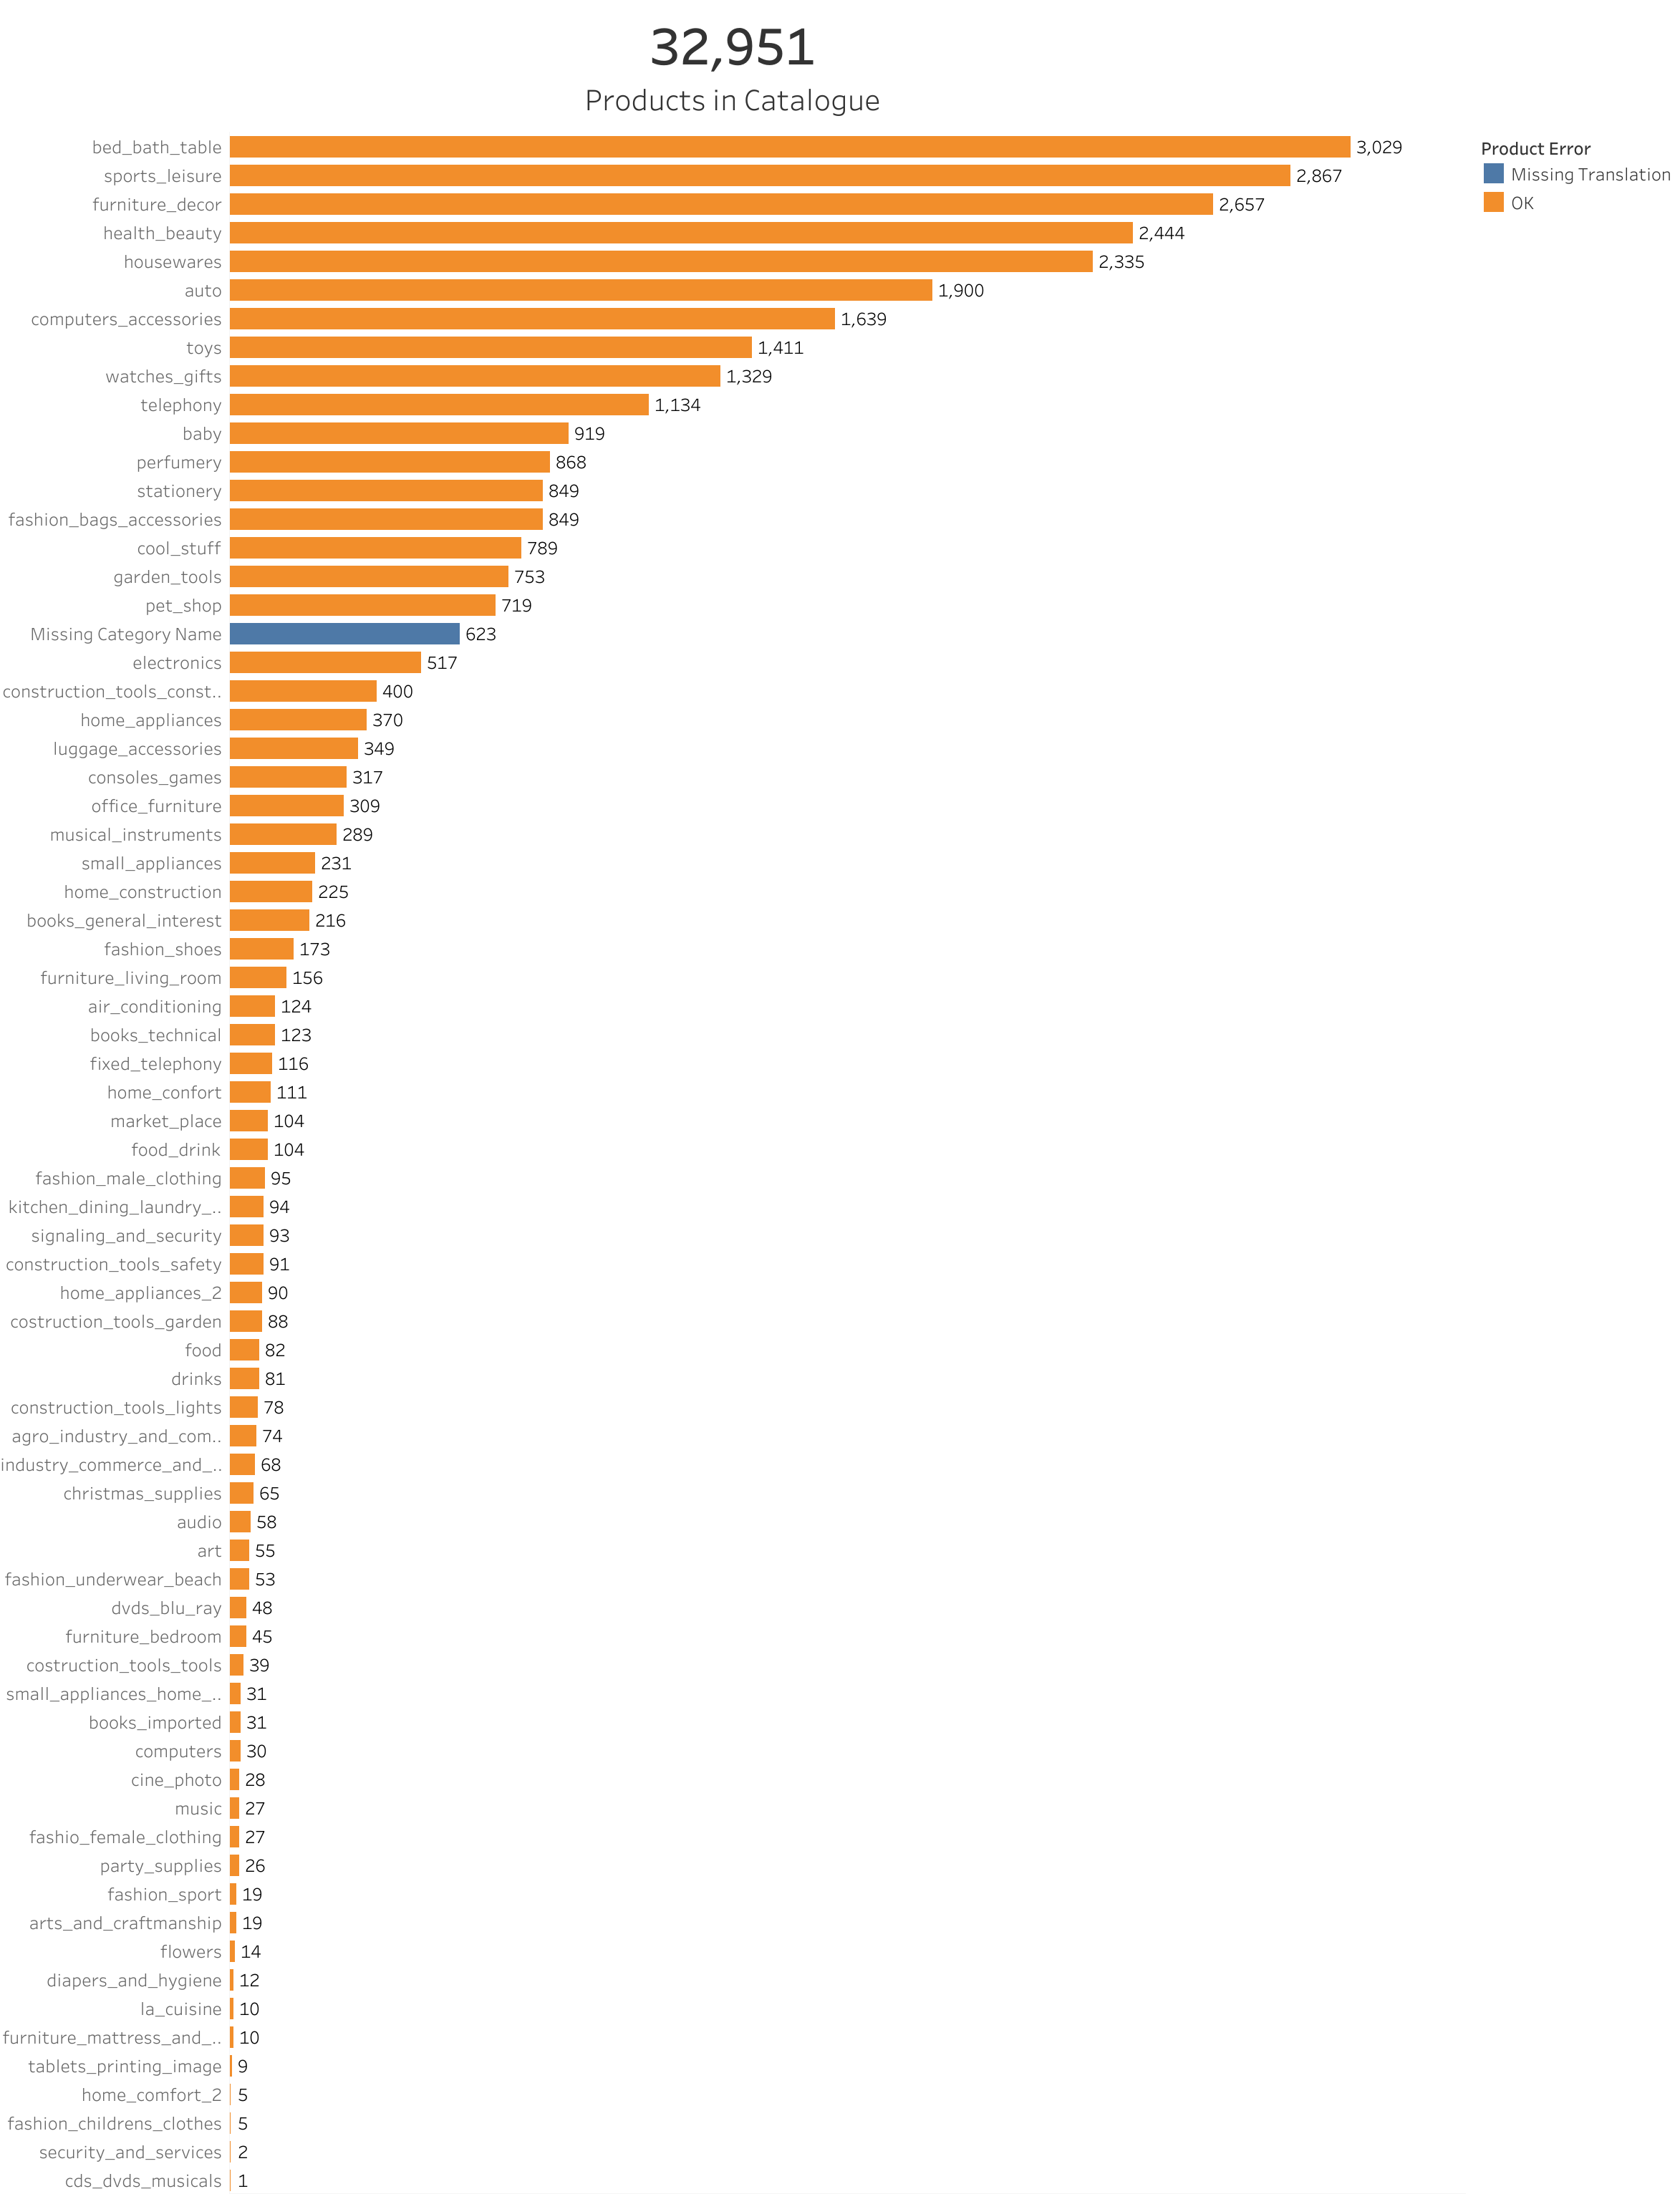 32,951
Products in Catalogue
Product Error
Missing Translation
OK
bed_bath_table 3,029
sports_leisure 2,867
furniture_decor 2,657
health_beauty 2,444
housewares 2,335
auto 1,900
computers_accessories 1,639
toys 1,411
watches_gifts 1,329
telephony 1,134
baby 919
perfumery 868
stationery 849
fashion_bags_accessories 849
cool_stuff 789
garden_tools 753
pet_shop 719
Missing Category Name 623
electronics 517
construction_tools_const.. 400
home_appliances 370
luggage_accessories 349
consoles_games 317
office_furniture 309
musical_instruments 289
small_appliances 231
home_construction 225
books_general_interest 216
fashion_shoes 173
furniture_living_room 156
air_conditioning 124
books_technical 123
fixed_telephony 116
home_confort 111
market_place 104
food_drink 104
fashion_male_clothing 95
kitchen_dining_laundry_.. 94
signaling_and_security 93
construction_tools_safety 91
home_appliances_2 90
costruction_tools_garden 88
food 82
drinks 81
construction_tools_lights 78
agro_industry_and_com.. 74
industry_commerce_and_.. 68
christmas_supplies 65
audio 58
art 55
fashion_underwear_beach 53
dvds_blu_ray 48
furniture_bedroom 45
costruction_tools_tools 39
small_appliances_home_.. 31
books_imported 31
computers 30
cine_photo 28
music 27
fashio_female_clothing 27
party_supplies 26
fashion_sport 19
arts_and_craftmanship 19
flowers 14
diapers_and_hygiene 12
la_cuisine 10
furniture_mattress_and_.. 10
tablets_printing_image 9
home_comfort_2 5
fashion_childrens_clothes 5
security_and_services 2
cds_dvds_musicals 1